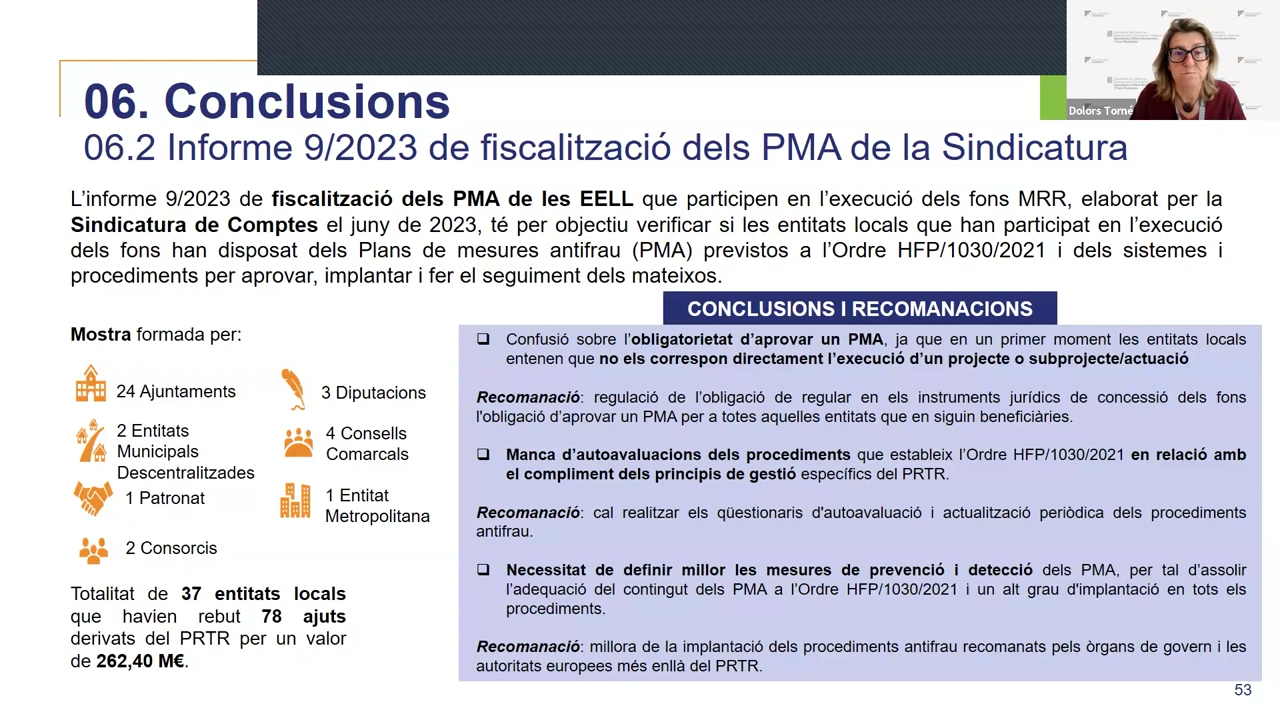 Dolors Torné
06. Conclusions
06.2 Informe 9/2023 de fiscalització dels PMA de la Sindicatura
L’informe 9/2023 de fiscalització dels PMA de les EELL que participen en l’execució dels fons MRR, elaborat per la
Sindicatura de Comptes el juny de 2023, té per objectiu verificar si les entitats locals que han participat en l’execució
dels fons han disposat dels Plans de mesures antifrau (PMA) previstos a l’Ordre HFP/1030/2021 i dels sistemes i
procediments per aprovar, implantar i fer el seguiment dels mateixos.
Mostra formada per:
24 Ajuntaments
3 Diputacions
2 Entitats
Municipals
Descentralitzades
4 Consells
Comarcals
1 Patronat
1 Entitat
Metropolitana
2 Consorcis
Totalitat de 37 entitats locals
que havien rebut 78 ajuts
derivats del PRTR per un valor
de 262,40 M€.
CONCLUSIONS I RECOMANACIONS
❑ Confusió sobre l’obligatorietat d’aprovar un PMA, ja que en un primer moment les entitats locals
entenen que no els correspon directament l’execució d’un projecte o subprojecte/actuació
Recomanació: regulació de l’obligació de regular en els instruments jurídics de concessió dels fons
l'obligació d’aprovar un PMA per a totes aquelles entitats que en siguin beneficiàries.
❑ Manca d’autoavaluacions dels procediments que estableix l’Ordre HFP/1030/2021 en relació amb
el compliment dels principis de gestió específics del PRTR.
Recomanació: cal realitzar els qüestionaris d'autoavaluació i actualització periòdica dels procediments
antifrau.
❑ Necessitat de definir millor les mesures de prevenció i detecció dels PMA, per tal d’assolir
l’adequació del contingut dels PMA a l’Ordre HFP/1030/2021 i un alt grau d'implantació en tots els
procediments.
Recomanació: millora de la implantació dels procediments antifrau recomanats pels òrgans de govern i les
autoritats europees més enllà del PRTR.
53